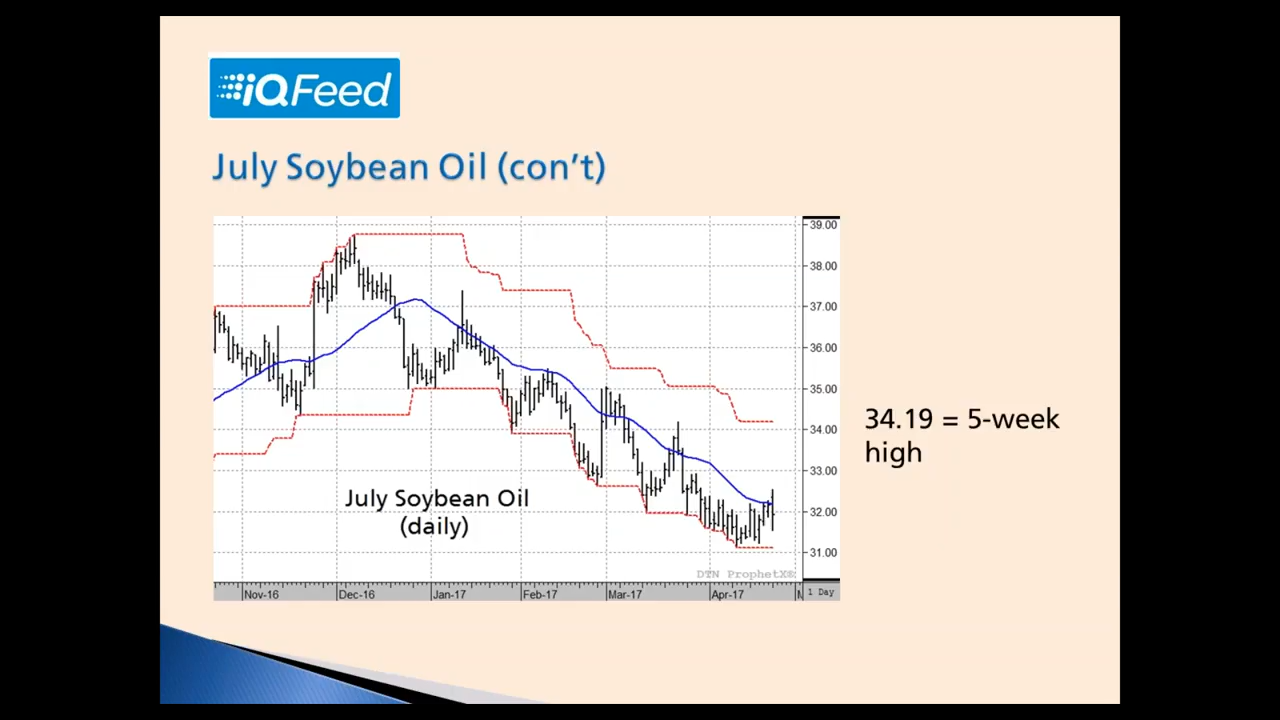 iQFeed
July Soybean Oil (con't)
39.00
38.00
37.00
36.00
35.00
34.00
33.00
32.00
31.00
July Soybean Oil
(daily)
34.19 = 5-week
high
DTN ProphetX®
Nov-16 Dec-16 Jan-17 Feb-17 Mar-17 Apr-17 M 1 Day